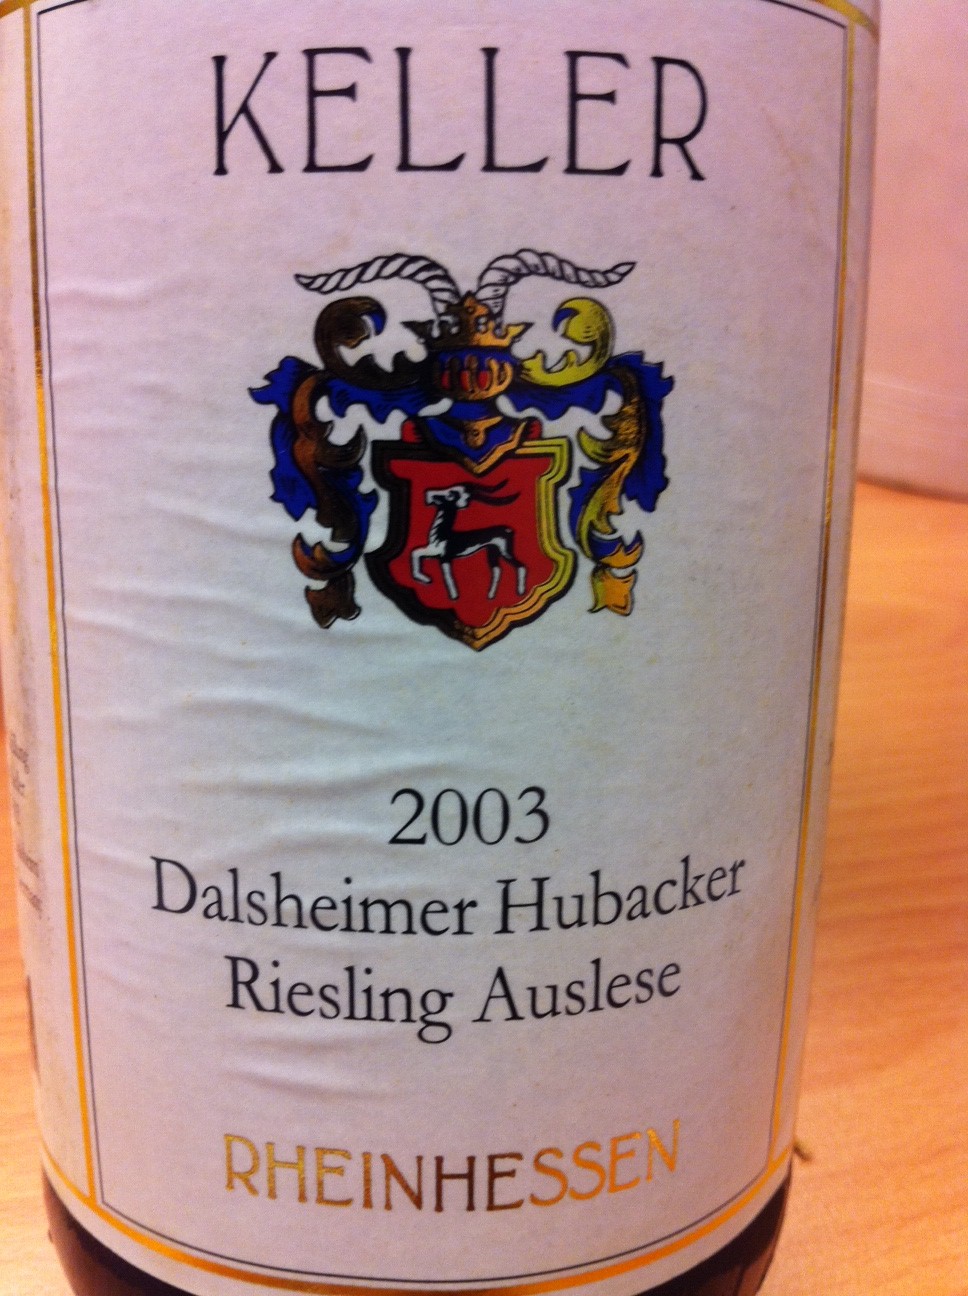 KELLER
2003
Dalsheimer Hubacker
Riesling Auslese
RHEINHESSEN